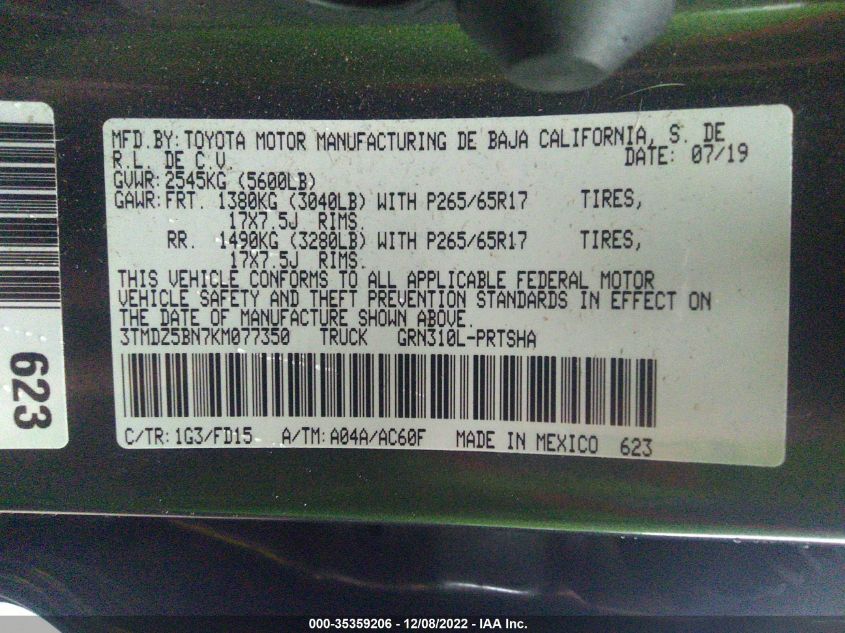 MFD.BY: TOYOTA MOTOR MANUFACTURING DE BAJA CALIFORNIA, S. DE
R.L. DE C.V. DATE: 07/19
GVWR: 2545KG (5600LB)
GAWR: FRT. 1380KG (3040LB) WITH P265/65R17 TIRES,
17X7.5J RIMS.
RR. 1490KG (3280LB) WITH P265/65R17 TIRES,
17X7.5J RIMS.
THIS VEHICLE CONFORMS TO ALL APPLICABLE FEDERAL MOTOR
VEHICLE SAFETY AND THEFT PREVENTION STANDARDS IN EFFECT ON
THE DATE OF MANUFACTURE SHOWN ABOVE.
3TMDZ5BN7KM077350 TRUCK GRN310L-PRTSHA
C/TR: 1G3/FD15 A/TM: A04A/AC60F MADE IN MEXICO 623
623
000-35359206 - 12/08/2022 - IAA Inc.